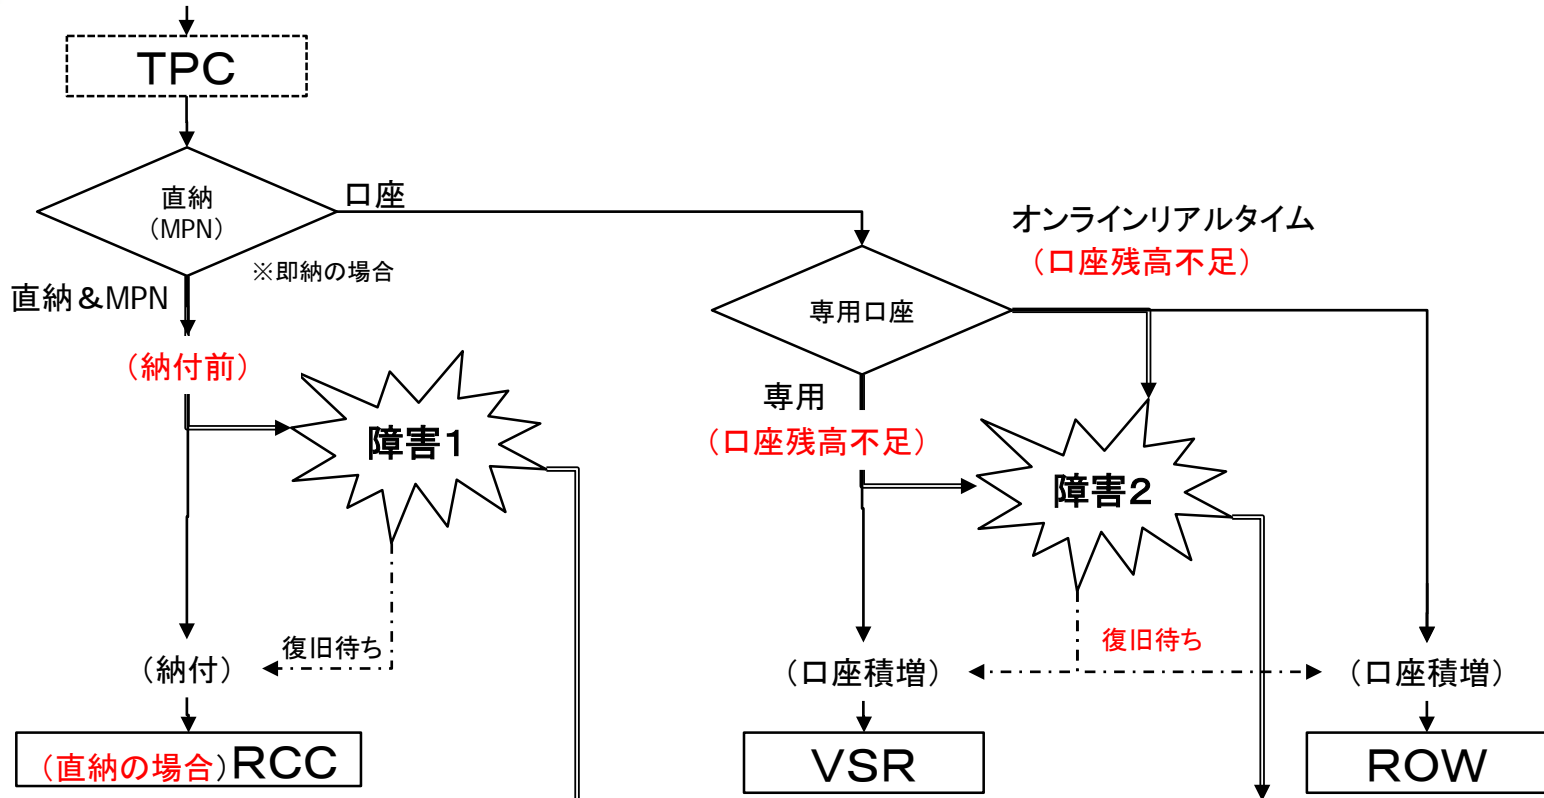 TPC
直納
(MPN)
口座
※即納の場合
直納&MPN
(納付前)
障害1
復旧待ち
(納付)
(直納の場合)RCC
オンラインリアルタイム
(口座残高不足)
専用口座
専用
(口座残高不足)
障害2
復旧待ち
(口座積増)
(口座積増)
VSR
ROW